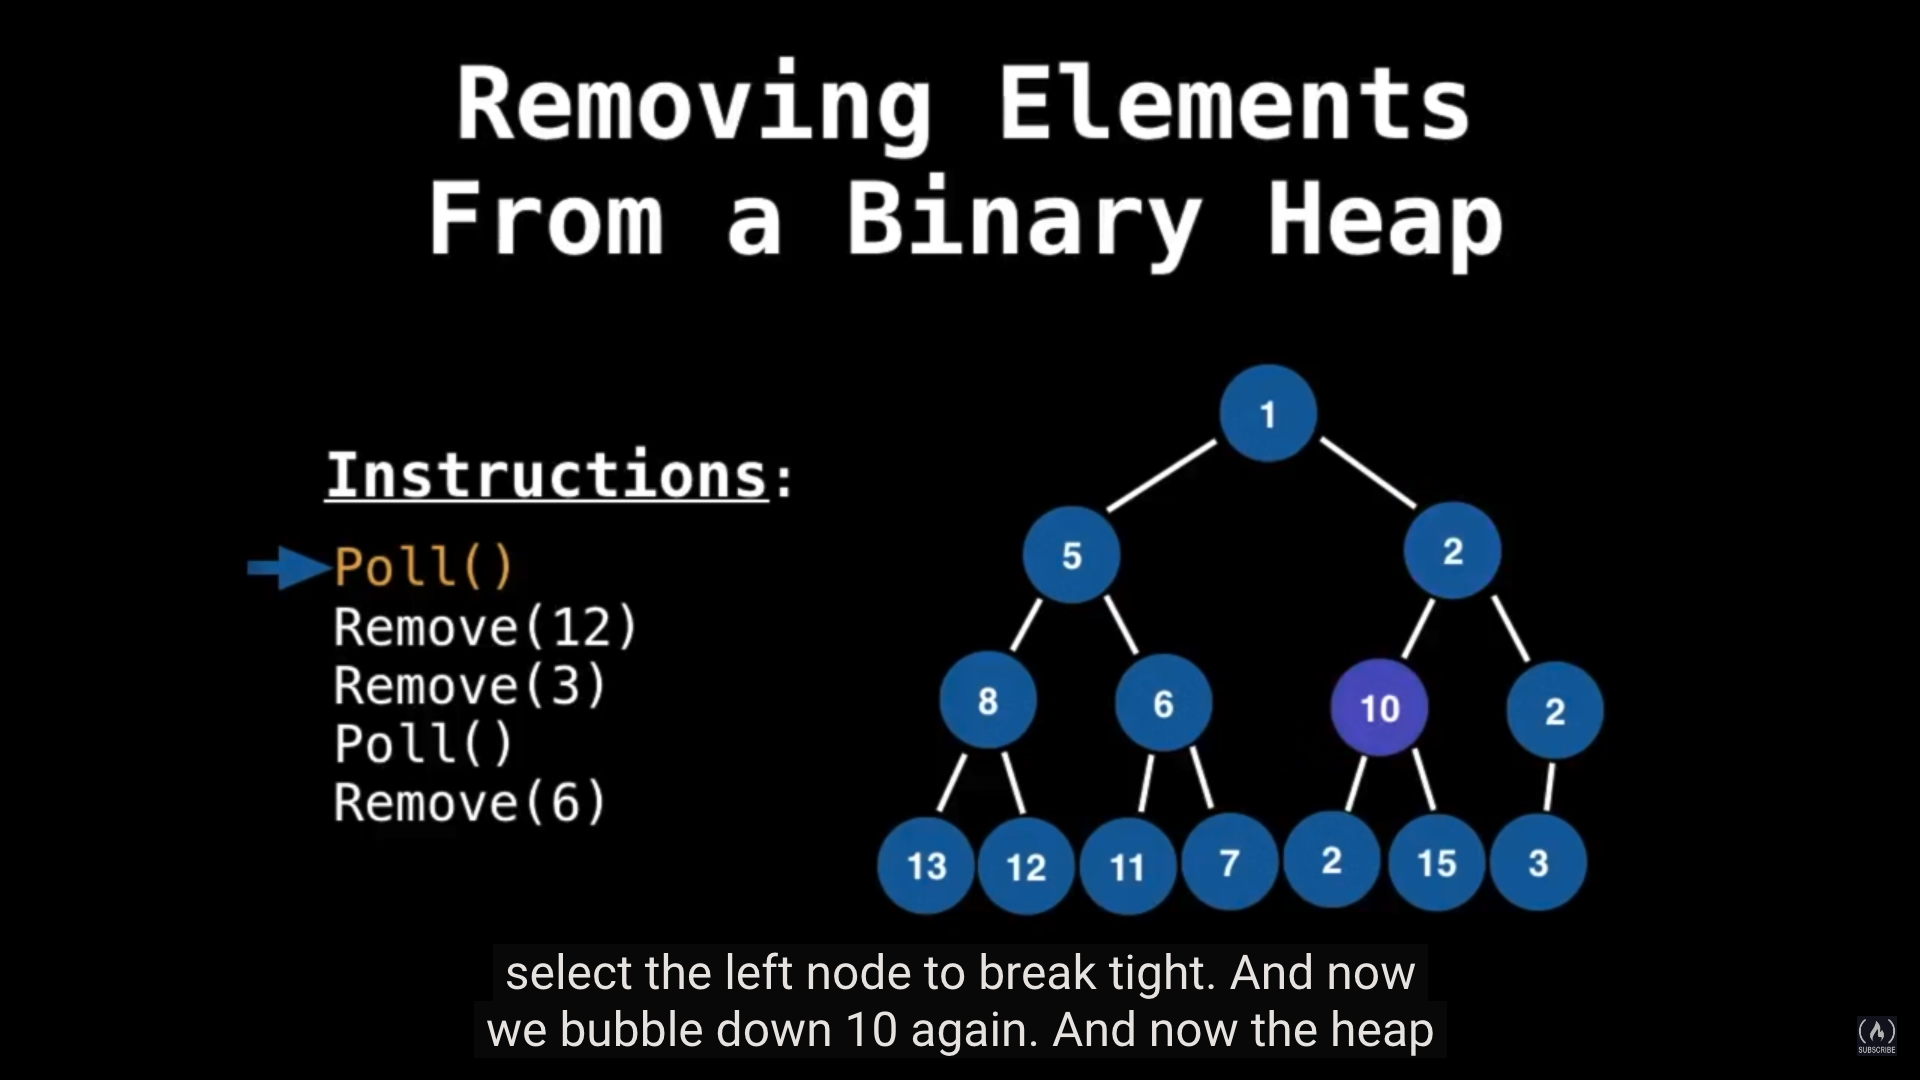 Removing Elements
From a Binary Heap
Instructions:
Poll()
Remove(12)
Remove(3)
Poll()
Remove(6)
1
5
2
8
6
10
2
13
12
11
7
2
15
3
select the left node to break tight. And now
we bubble down 10 again. And now the heap
SUBSCRIBE